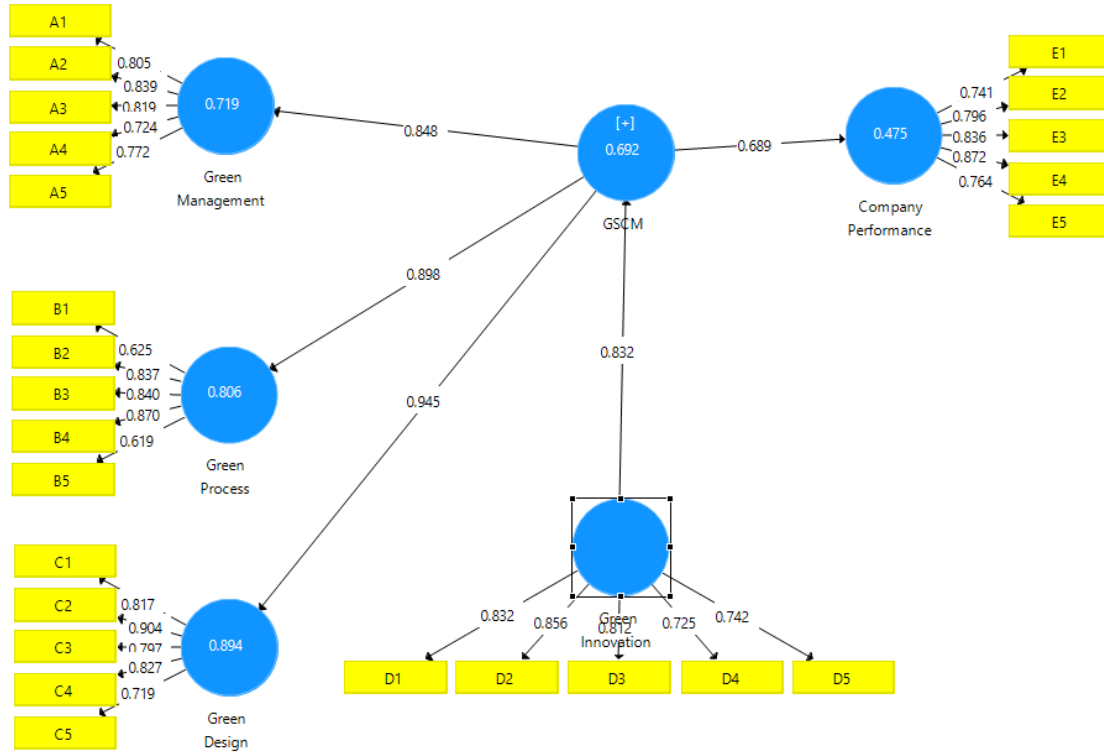 A1
A2
A3
A4
A5
0.805
0.839
0.819
0.724
0.772
0.719
Green
Management
0.848
[+]
0.692
GSCM
0.689
0.475
Company
Performance
0.741
0.796
0.836
0.872
0.764
E1
E2
E3
E4
E5
0.898
B1
B2
B3
B4
B5
0.625
0.837
0.840
0.870
0.619
0.806
Green
Process
0.832
0.945
C1
C2
C3
C4
C5
0.817
0.904
0.797
0.827
0.719
0.894
Green
Design
0.832
0.856
0.812
0.725
0.742
Green
Innovation
D1
D2
D3
D4
D5